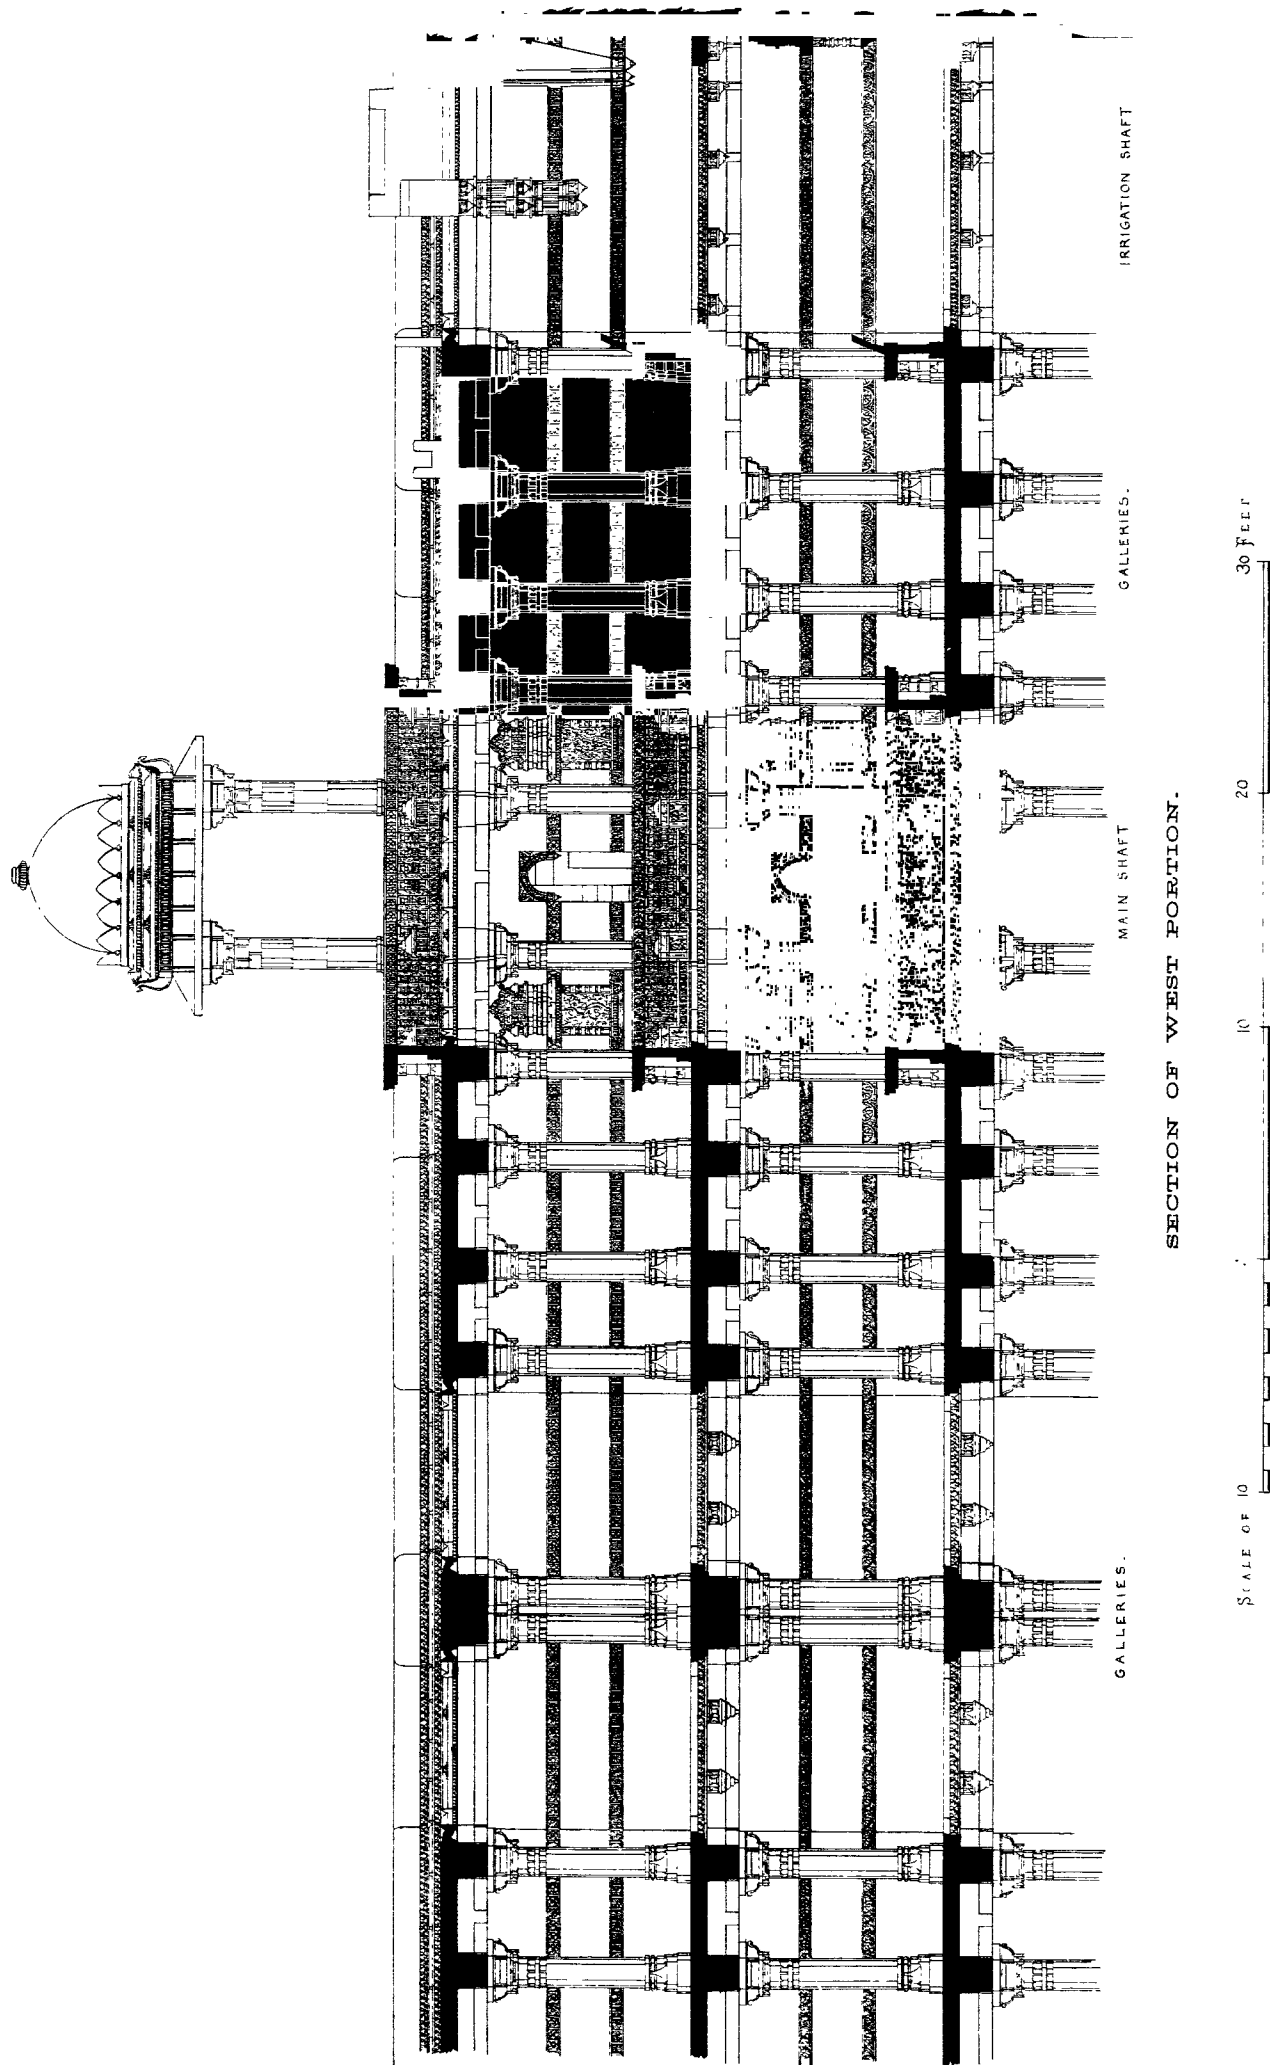 GALLERIES.
MAIN SHAFT
GALLERIES.
IRRIGATION SHAFT
SECTION OF WEST PORTION.
SCALE OF 10
10
20
30 FEET